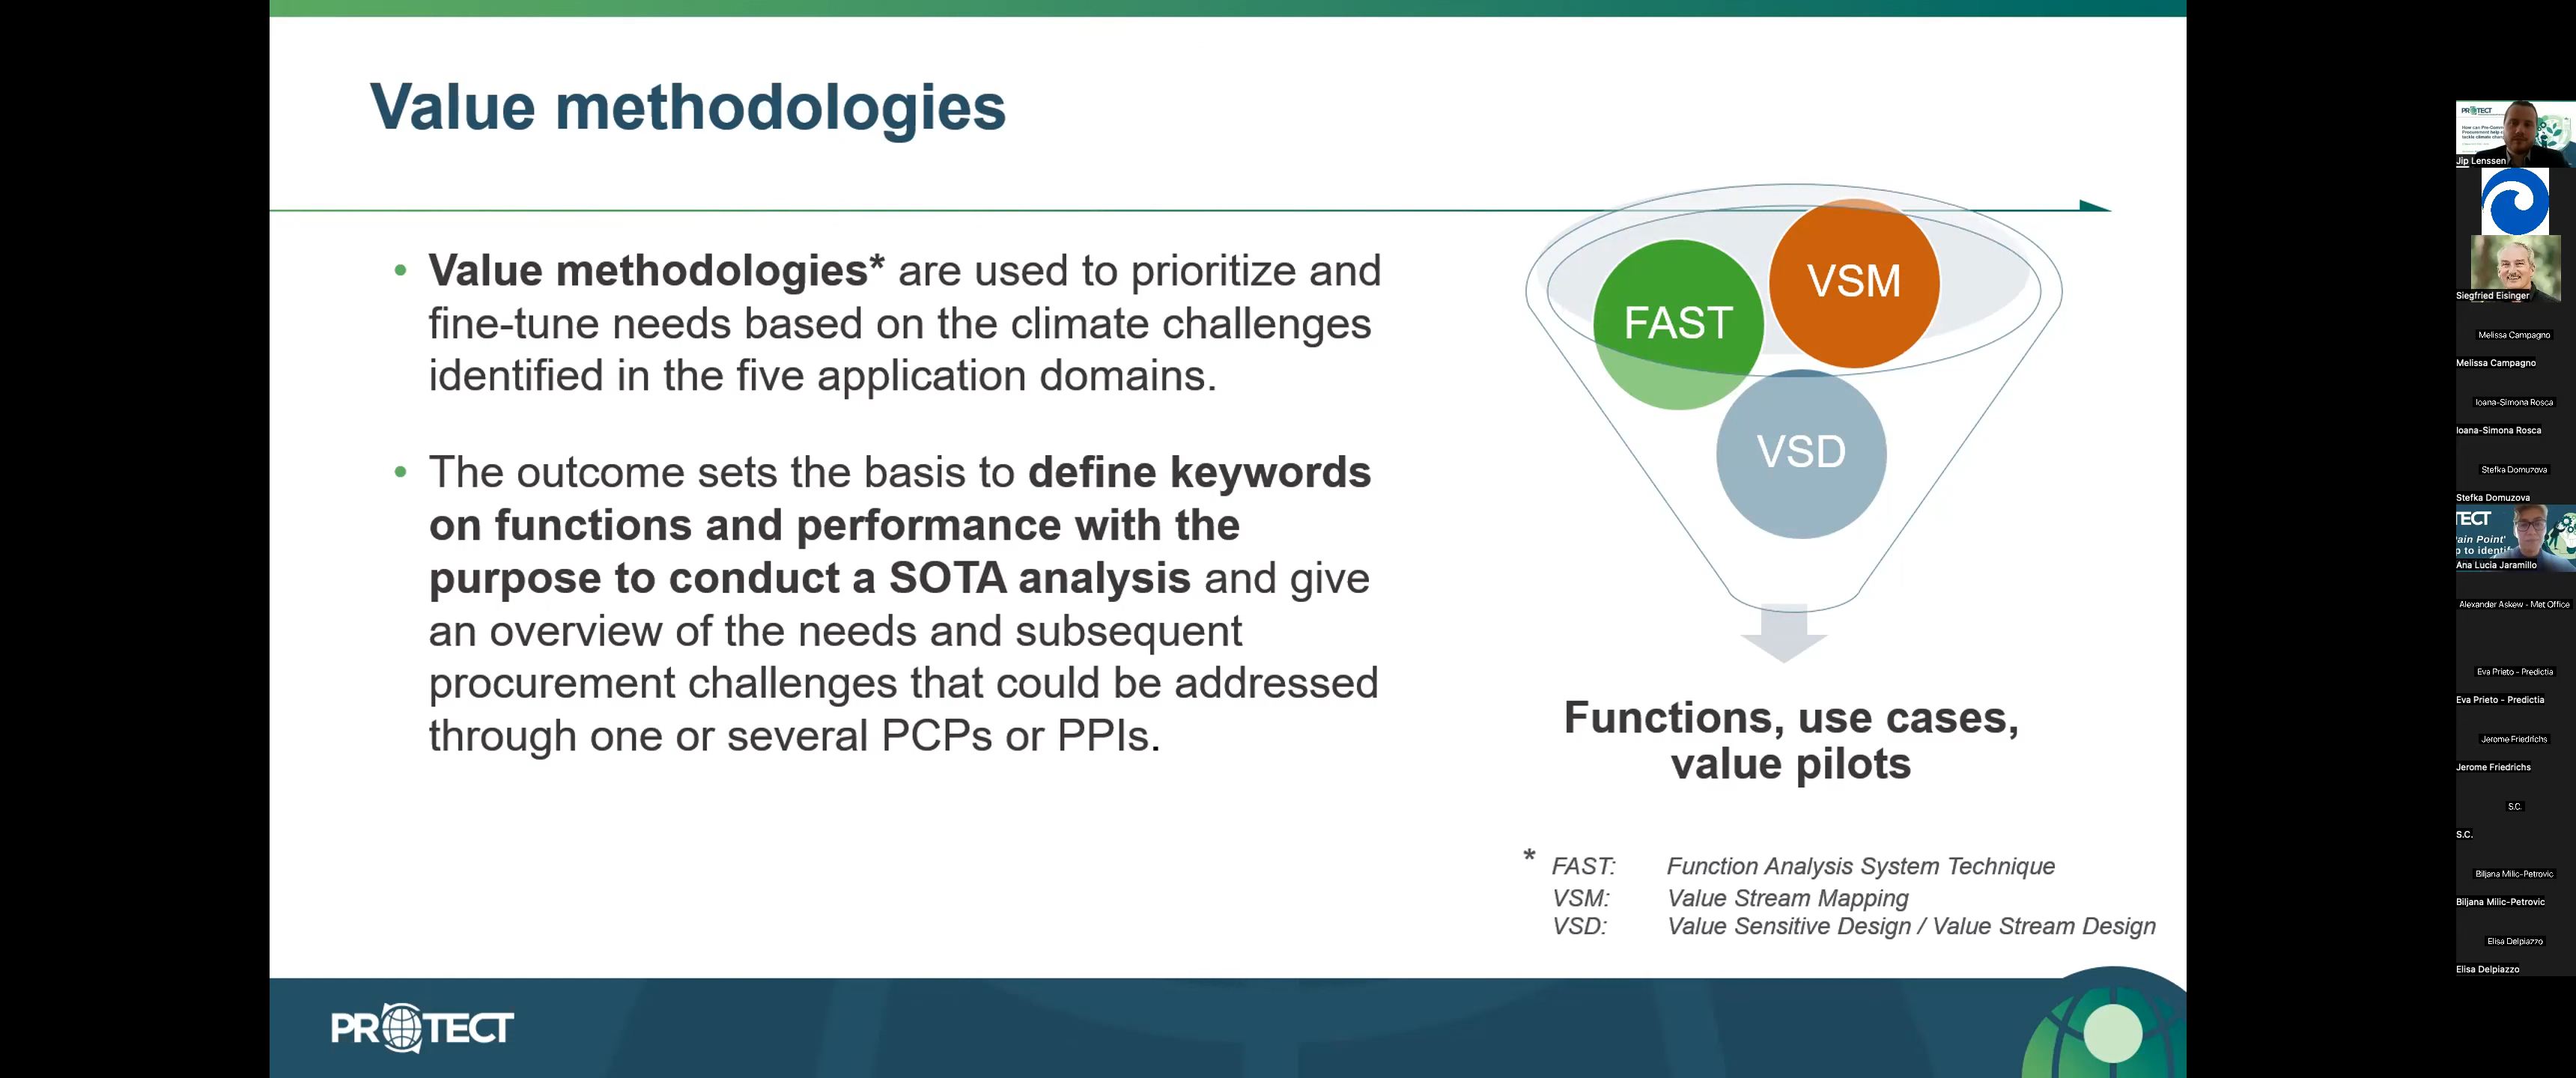 Value methodologies
• Value methodologies* are used to prioritize and
fine-tune needs based on the climate challenges
identified in the five application domains.
• The outcome sets the basis to define keywords
on functions and performance with the
purpose to conduct a SOTA analysis and give
an overview of the needs and subsequent
procurement challenges that could be addressed
through one or several PCPs or PPIs.
FAST
VSM
VSD
Functions, use cases,
value pilots
* FAST: Function Analysis System Technique
VSM: Value Stream Mapping
VSD: Value Sensitive Design / Value Stream Design
PROTECT
PROTECT
Jip Lenssen
Siegfried Eisinger
Melissa Campagno
Melissa Campagno
Ioana-Simona Rosca
Ioana-Simona Rosca
Stefka Domuzova
Stefka Domuzova
TECT
Ana Lucia Jaramillo
Alexander Askew - Met Office
Eva Prieto - Predictia
Eva Prieto - Predictia
Jerome Friedrichs
Jerome Friedrichs
S.C.
S.C.
Biljana Milic-Petrovic
Biljana Milic-Petrovic
Elisa Delpiazzo
Elisa Delpiazzo